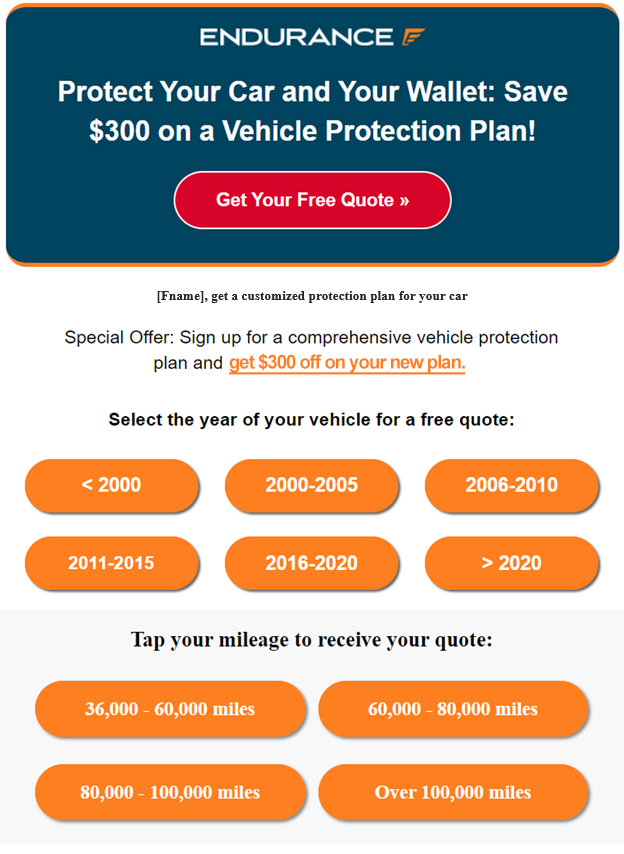 ENDURANCE
Protect Your Car and Your Wallet: Save
$300 on a Vehicle Protection Plan!
Get Your Free Quote »
[Fname], get a customized protection plan for your car
Special Offer: Sign up for a comprehensive vehicle protection
plan and get $300 off on your new plan.
Select the year of your vehicle for a free quote:
< 2000
2000-2005
2006-2010
2011-2015
2016-2020
> 2020
Tap your mileage to receive your quote:
36,000 - 60,000 miles
60,000 - 80,000 miles
80,000 - 100,000 miles
Over 100,000 miles